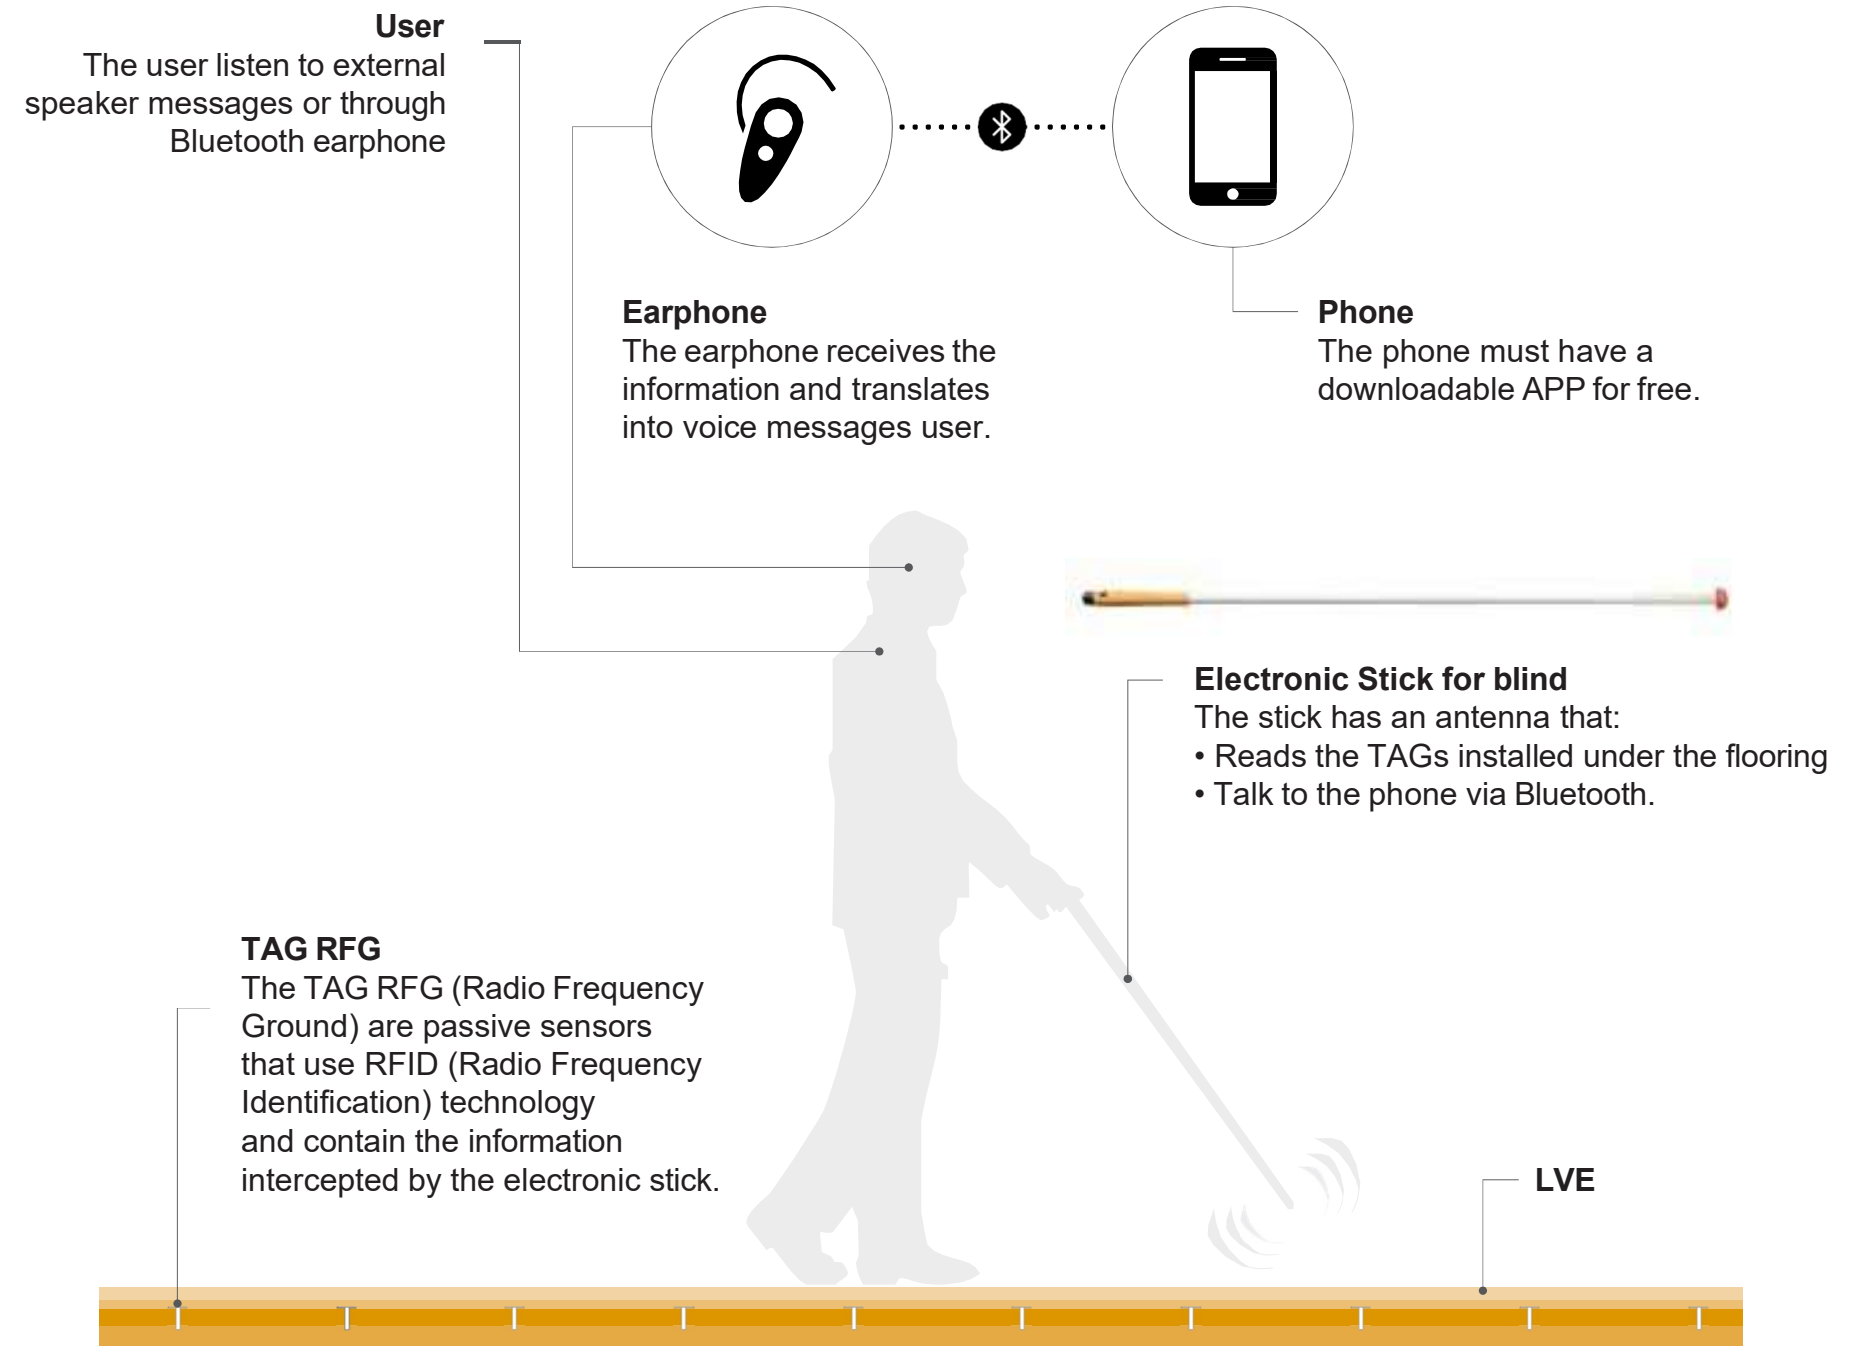 User
The user listen to external
speaker messages or through
Bluetooth earphone
Earphone
The earphone receives the
information and translates
into voice messages user.
Phone
The phone must have a
downloadable APP for free.
Electronic Stick for blind
The stick has an antenna that:
• Reads the TAGs installed under the flooring
• Talk to the phone via Bluetooth.
TAG RFG
The TAG RFG (Radio Frequency
Ground) are passive sensors
that use RFID (Radio Frequency
Identification) technology
and contain the information
intercepted by the electronic stick.
LVE